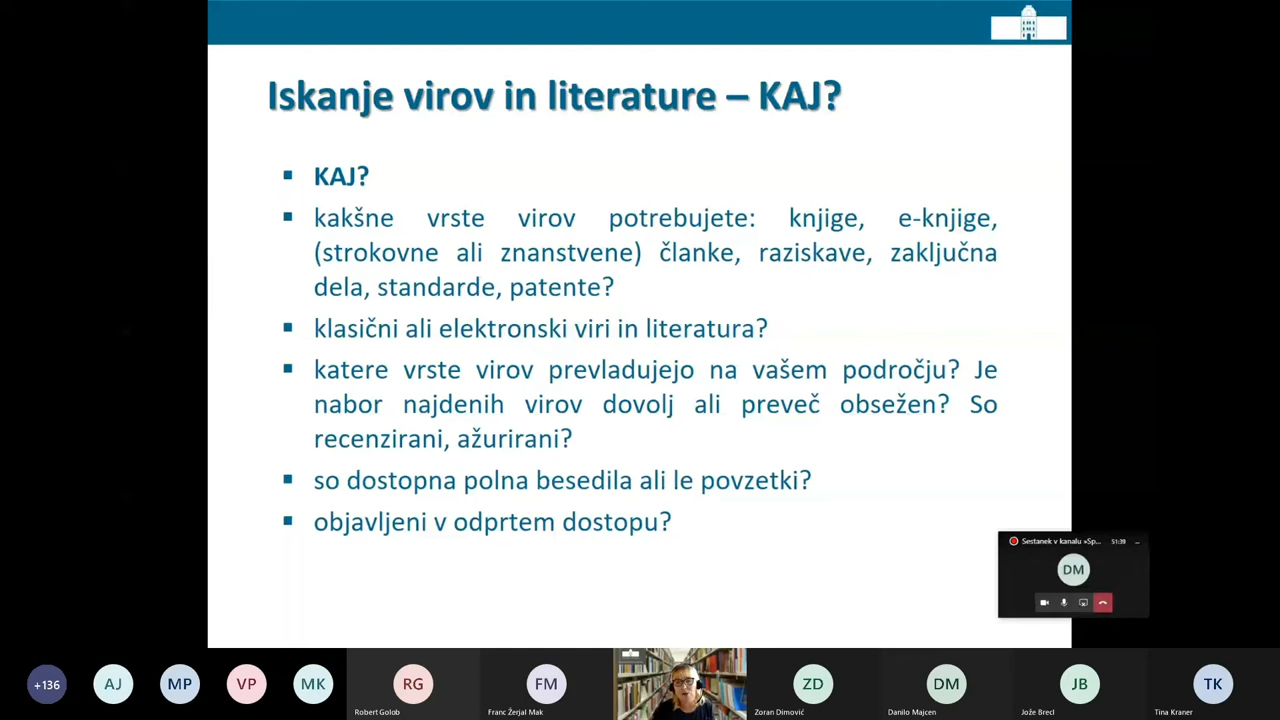 Iskanje virov in literature – KAJ?
KAJ?
kakšne vrste virov potrebujete: knjige, e-knjige,
(strokovne ali znanstvene) članke, raziskave, zaključna
dela, standarde, patente?
klasični ali elektronski viri in literatura?
katere vrste virov prevladujejo na vašem področju? Je
nabor najdenih virov dovolj ali preveč obsežen? So
recenzirani, ažurirani?
so dostopna polna besedila ali le povzetki?
objavljeni v odprtem dostopu?
Sestanek v kanalu »Sp... 51:39
DM
+136 AJ MP VP MK RG FM ZD DM JB TK
Robert Golob Franc Žerjal Mak Zoran Dimović Danilo Majcen Jože Brecl Tina Kraner